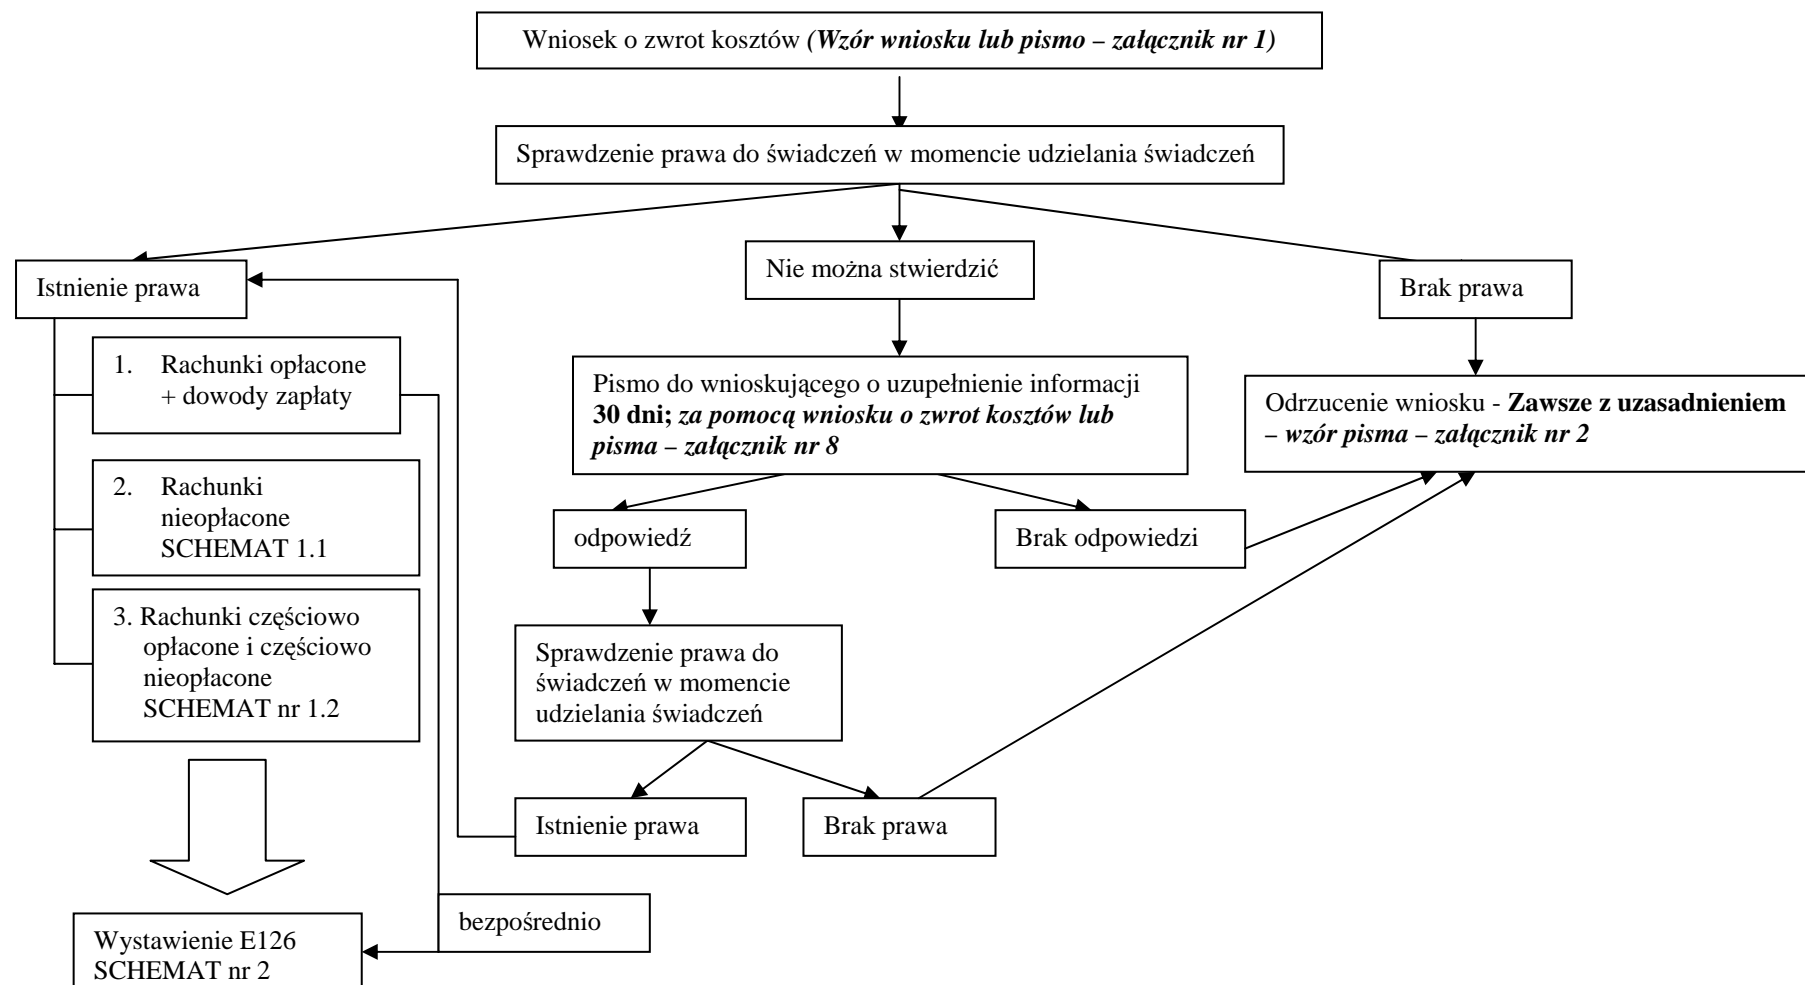 Wniosek o zwrot kosztów (Wzór wniosku lub pismo – załącznik nr 1)
Sprawdzenie prawa do świadczeń w momencie udzielania świadczeń
Istnienie prawa
Nie można stwierdzić
Brak prawa
1. Rachunki opłacone
+ dowody zapłaty
2. Rachunki
nieopłacone
SCHEMAT 1.1
3. Rachunki częściowo
opłacone i częściowo
nieopłacone
SCHEMAT nr 1.2
Pismo do wnioskującego o uzupełnienie informacji
30 dni; za pomocą wniosku o zwrot kosztów lub
pisma – załącznik nr 8
Odrzucenie wniosku - Zawsze z uzasadnieniem
– wzór pisma – załącznik nr 2
odpowiedź
Brak odpowiedzi
Sprawdzenie prawa do
świadczeń w momencie
udzielania świadczeń
Istnienie prawa
Brak prawa
bezpośrednio
Wystawienie E126
SCHEMAT nr 2